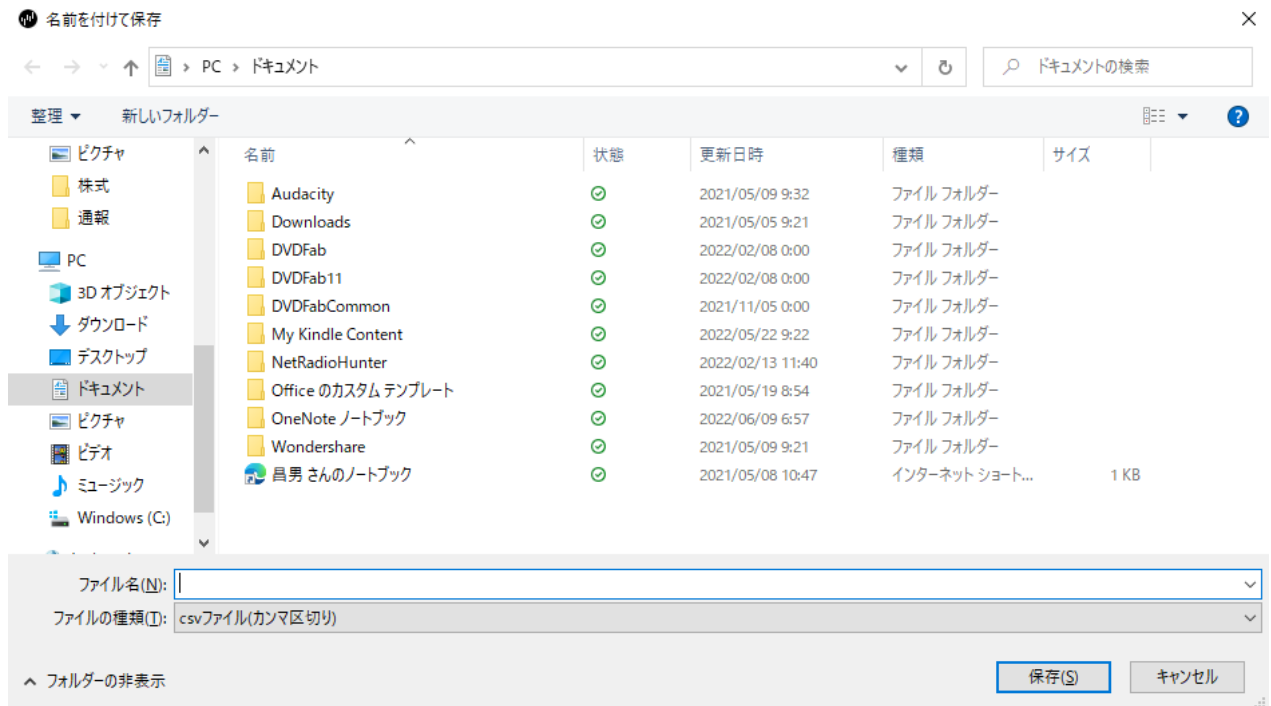 名前を付けて保存
PC › ドキュメント
ドキュメントの検索
整理
新しいフォルダー
ピクチャ
株式
通報
PC
3D オブジェクト
ダウンロード
デスクトップ
ドキュメント
ピクチャ
ビデオ
ミュージック
Windows (C:)
名前 状態 更新日時 種類 サイズ
Audacity 2021/05/09 9:32 ファイル フォルダー
Downloads 2021/05/05 9:21 ファイル フォルダー
DVDFab 2022/02/08 0:00 ファイル フォルダー
DVDFab11 2022/02/08 0:00 ファイル フォルダー
DVDFabCommon 2021/11/05 0:00 ファイル フォルダー
My Kindle Content 2022/05/22 9:22 ファイル フォルダー
NetRadioHunter 2022/02/13 11:40 ファイル フォルダー
Office のカスタム テンプレート 2021/05/19 8:54 ファイル フォルダー
OneNote ノートブック 2022/06/09 6:57 ファイル フォルダー
Wondershare 2021/05/09 9:21 ファイル フォルダー
昌男 さんのノートブック 2021/05/08 10:47 インターネット ショート... 1 KB
ファイル名(N):
ファイルの種類(T): csvファイル(カンマ区切り)
フォルダーの非表示
保存(S)
キャンセル